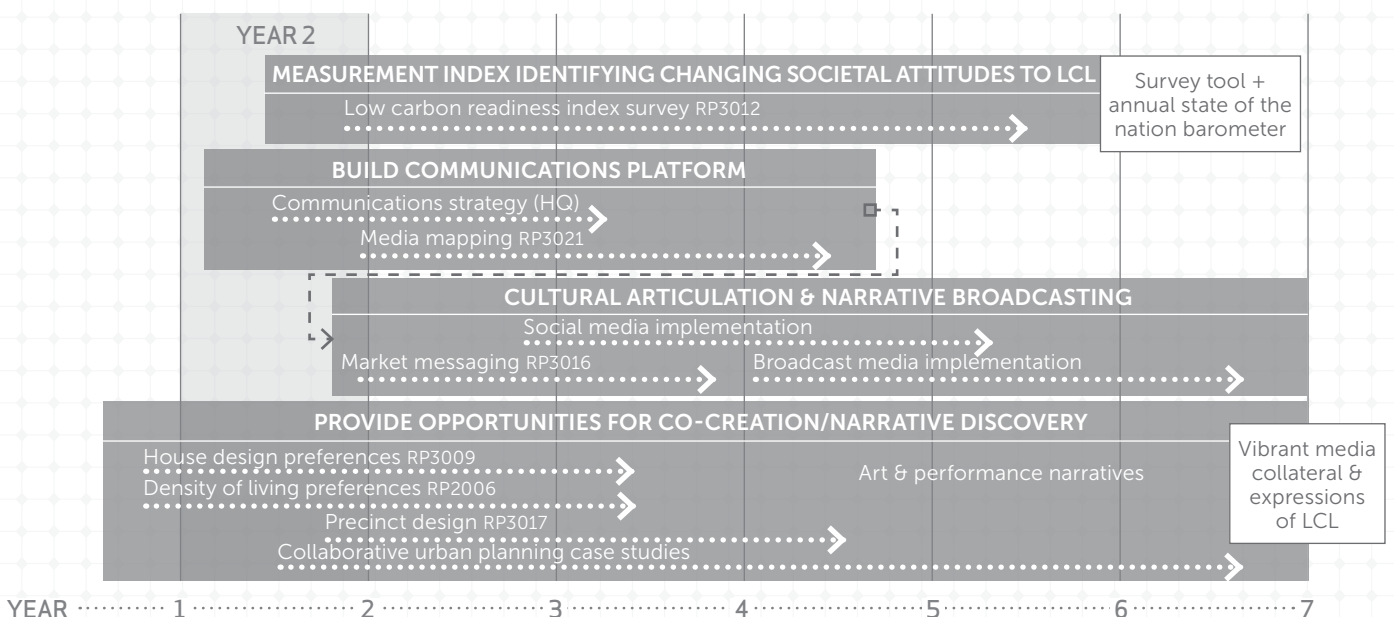 YEAR 2
MEASUREMENT INDEX IDENTIFYING CHANGING SOCIETAL ATTITUDES TO LCL
Survey tool +
annual state of the
nation barometer
Low carbon readiness index survey RP3012
BUILD COMMUNICATIONS PLATFORM
Communications strategy (HQ)
Media mapping RP3021
CULTURAL ARTICULATION & NARRATIVE BROADCASTING
Social media implementation
Market messaging RP3016
Broadcast media implementation
PROVIDE OPPORTUNITIES FOR CO-CREATION/NARRATIVE DISCOVERY
House design preferences RP3009
Density of living preferences RP2006
Precinct design RP3017
Collaborative urban planning case studies
Art & performance narratives
Vibrant media
collateral &
expressions
of LCL
YEAR 1 2 3 4 5 6 7